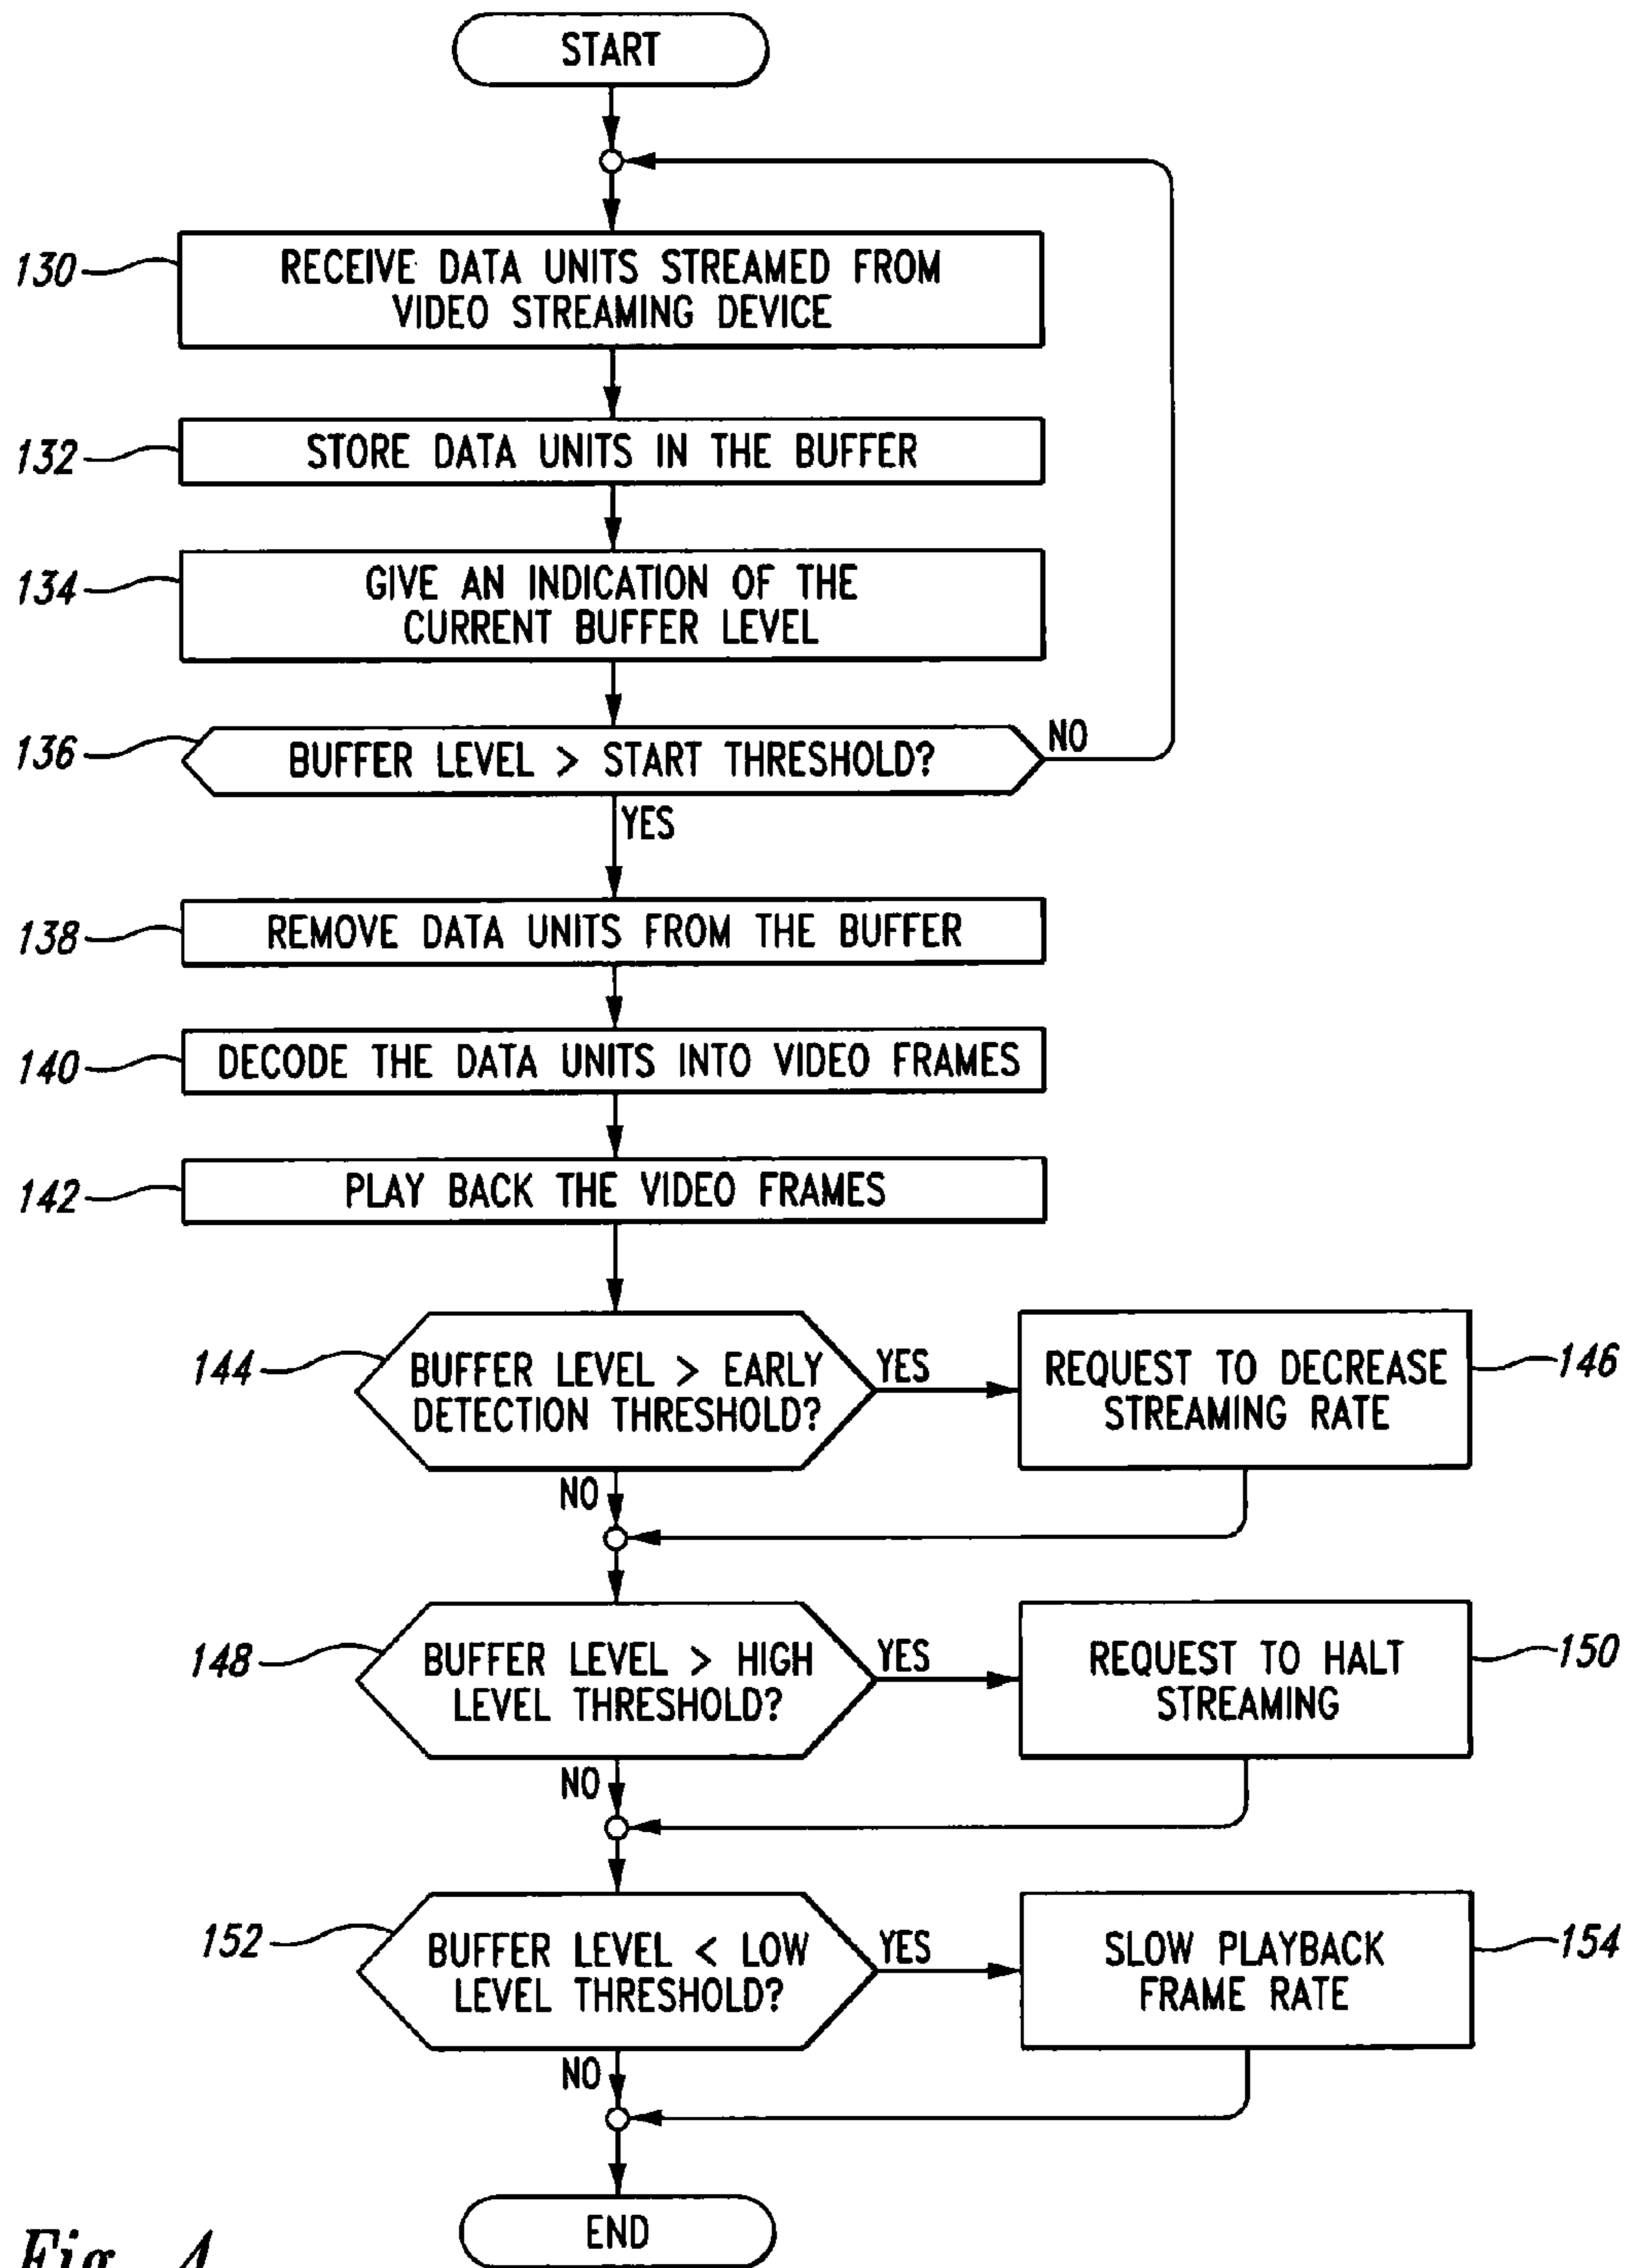 START
130
RECEIVE DATA UNITS STREAMED FROM
VIDEO STREAMING DEVICE
132
STORE DATA UNITS IN THE BUFFER
134
GIVE AN INDICATION OF THE
CURRENT BUFFER LEVEL
136
BUFFER LEVEL > START THRESHOLD?
NO
YES
138
REMOVE DATA UNITS FROM THE BUFFER
140
DECODE THE DATA UNITS INTO VIDEO FRAMES
142
PLAY BACK THE VIDEO FRAMES
144
BUFFER LEVEL > EARLY
DETECTION THRESHOLD?
YES
REQUEST TO DECREASE
STREAMING RATE
146
NO
148
BUFFER LEVEL > HIGH
LEVEL THRESHOLD?
YES
REQUEST TO HALT
STREAMING
150
NO
152
BUFFER LEVEL < LOW
LEVEL THRESHOLD?
YES
SLOW PLAYBACK
FRAME RATE
154
NO
END
Fig. 4